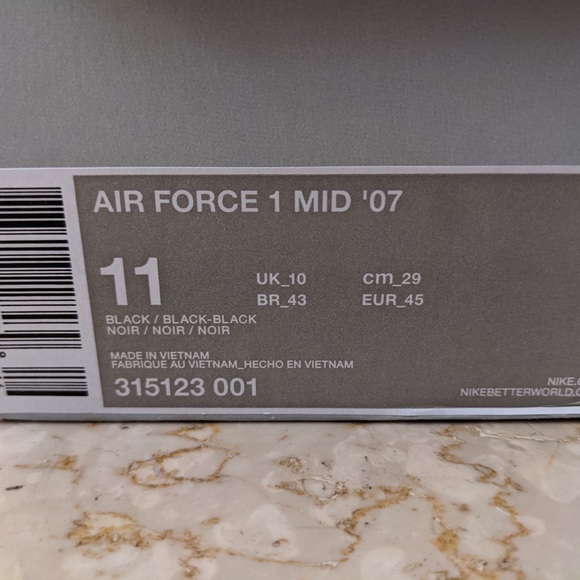 AIR FORCE 1 MID '07
11
UK_10 cm_29
BR_43 EUR_45
BLACK / BLACK-BLACK
NOIR / NOIR / NOIR
MADE IN VIETNAM
FABRIQUE AU VIETNAM_HECHO EN VIETNAM
315123 001
NIKE.
NIKEBETTERWORLD.